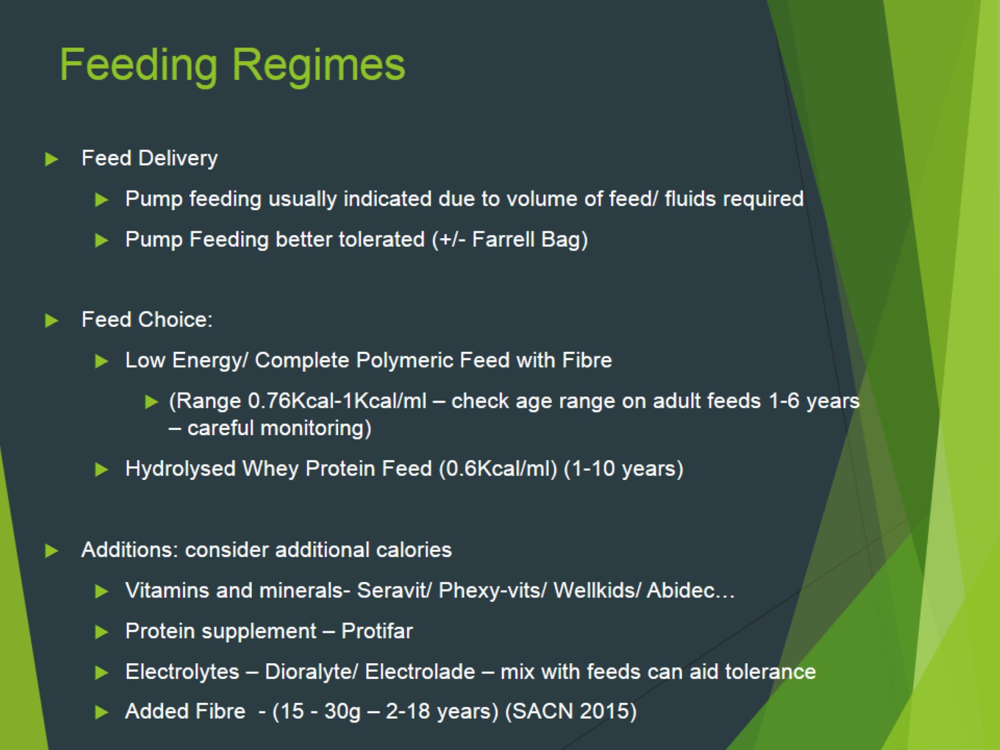 Feeding Regimes
Feed Delivery
Pump feeding usually indicated due to volume of feed/ fluids required
Pump Feeding better tolerated (+/- Farrell Bag)
Feed Choice:
Low Energy/ Complete Polymeric Feed with Fibre
(Range 0.76Kcal-1Kcal/ml – check age range on adult feeds 1-6 years
– careful monitoring)
Hydrolysed Whey Protein Feed (0.6Kcal/ml) (1-10 years)
Additions: consider additional calories
Vitamins and minerals- Seravit/ Phexy-vits/ Wellkids/ Abidec…
Protein supplement – Protifar
Electrolytes – Dioralyte/ Electrolade – mix with feeds can aid tolerance
Added Fibre  - (15 - 30g – 2-18 years) (SACN 2015)